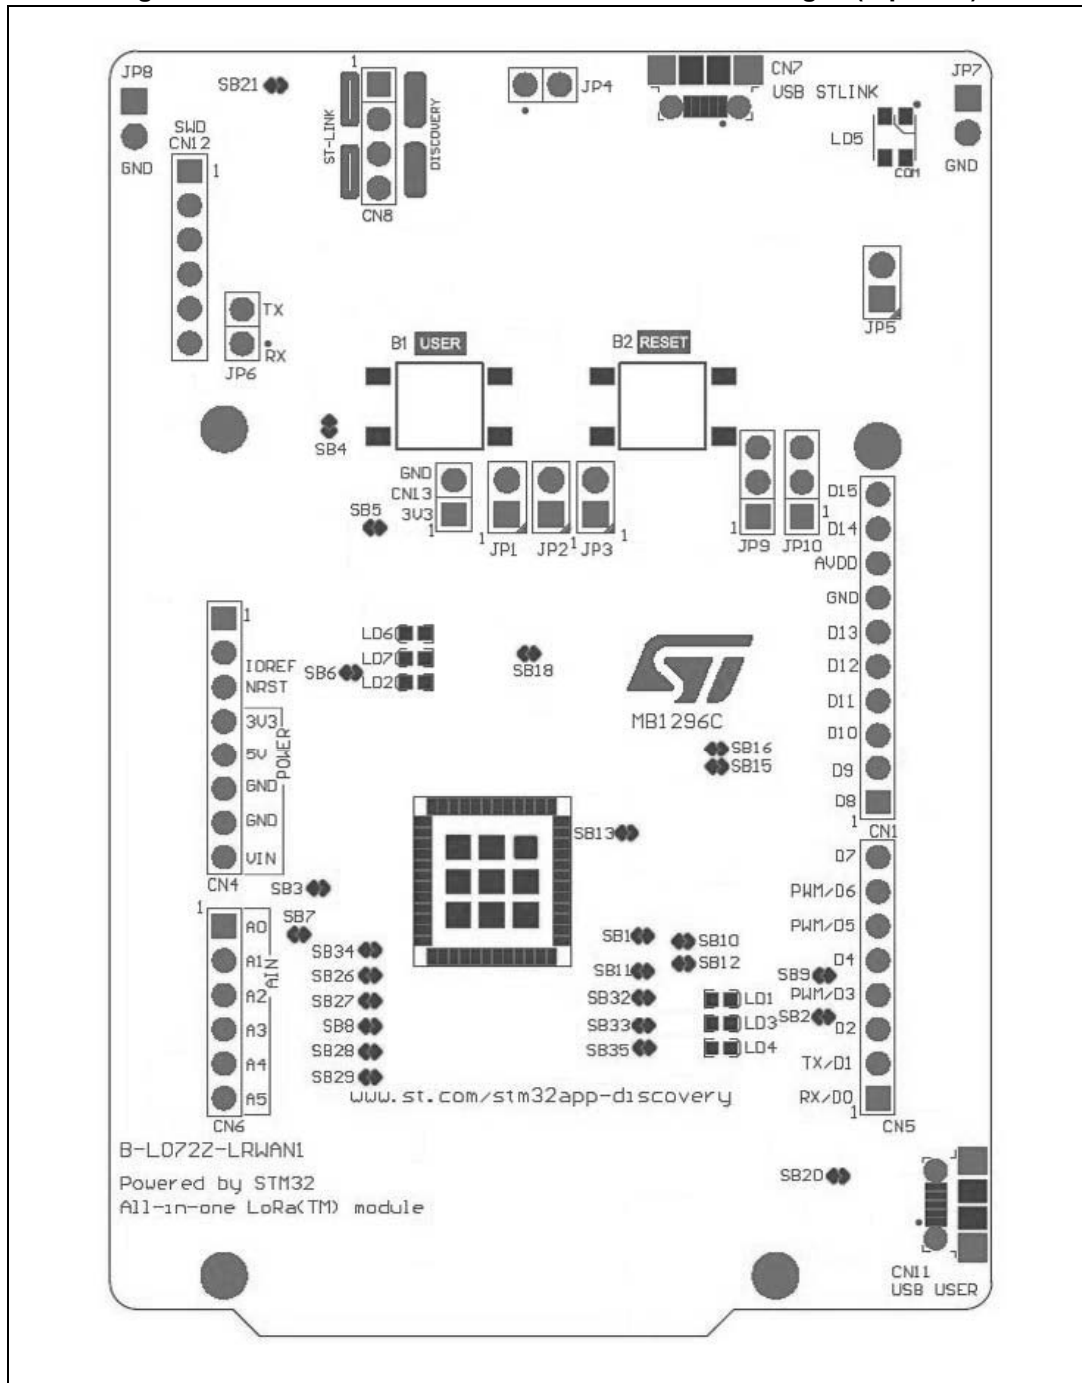 JP8
SB21
1
ST-LINK
DISCOVERY
CN8
JP4
CN7
USB STLINK
LD5
COM
JP7
GND
SWD
CN12
GND
1
TX
RX
JP6
JP5
B1 USER
B2 RESET
SB4
GND
CN13
3V3
1
SB5
1
JP1
1
JP2
1
JP3
1
JP9
1
JP10
D15
D14
AVDD
GND
D13
D12
D11
D10
D9
D8
1
CN1
1
IOREF
NRST
3V3
5V
GND
GND
VIN
POWER
CN4
LD6
LD7
LD2
SB6
SB18
ST
MB1296C
SB16
SB15
SB13
SB3
SB7
1
A0
A1
A2
A3
A4
A5
AIN
CN6
SB34
SB26
SB27
SB8
SB28
SB29
SB1
SB11
SB32
SB33
SB35
SB10
SB12
LD1
LD3
LD4
SB9
SB2
D7
PWM/D6
PWM/D5
D4
PWM/D3
D2
TX/D1
RX/D0
1
CN5
www.st.com/stm32app-discovery
B-L072Z-LRWAN1
Powered by STM32
All-in-one LoRa(TM) module
SB20
CN11
USB USER